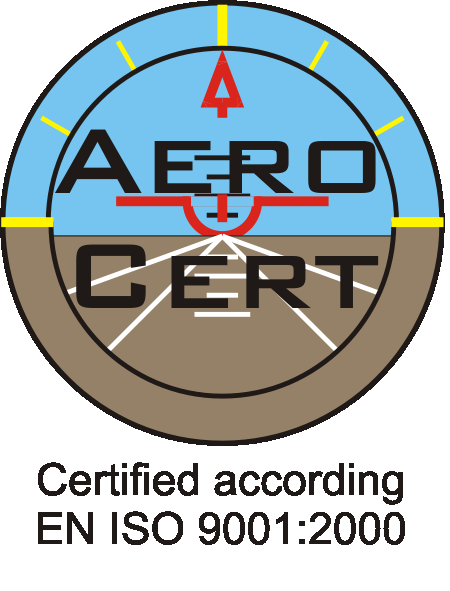 AERO
CERT
Certified according
EN ISO 9001:2000